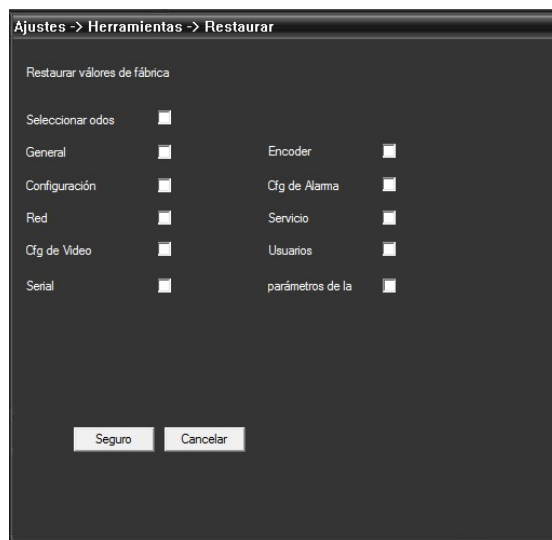 Ajustes -> Herramientas -> Restaurar
Restaurar válores de fábrica
Seleccionar odos
General Encoder
Configuración Cfg de Alarma
Red Servicio
Cfg de Video Usuarios
Serial parámetros de la
Seguro Cancelar